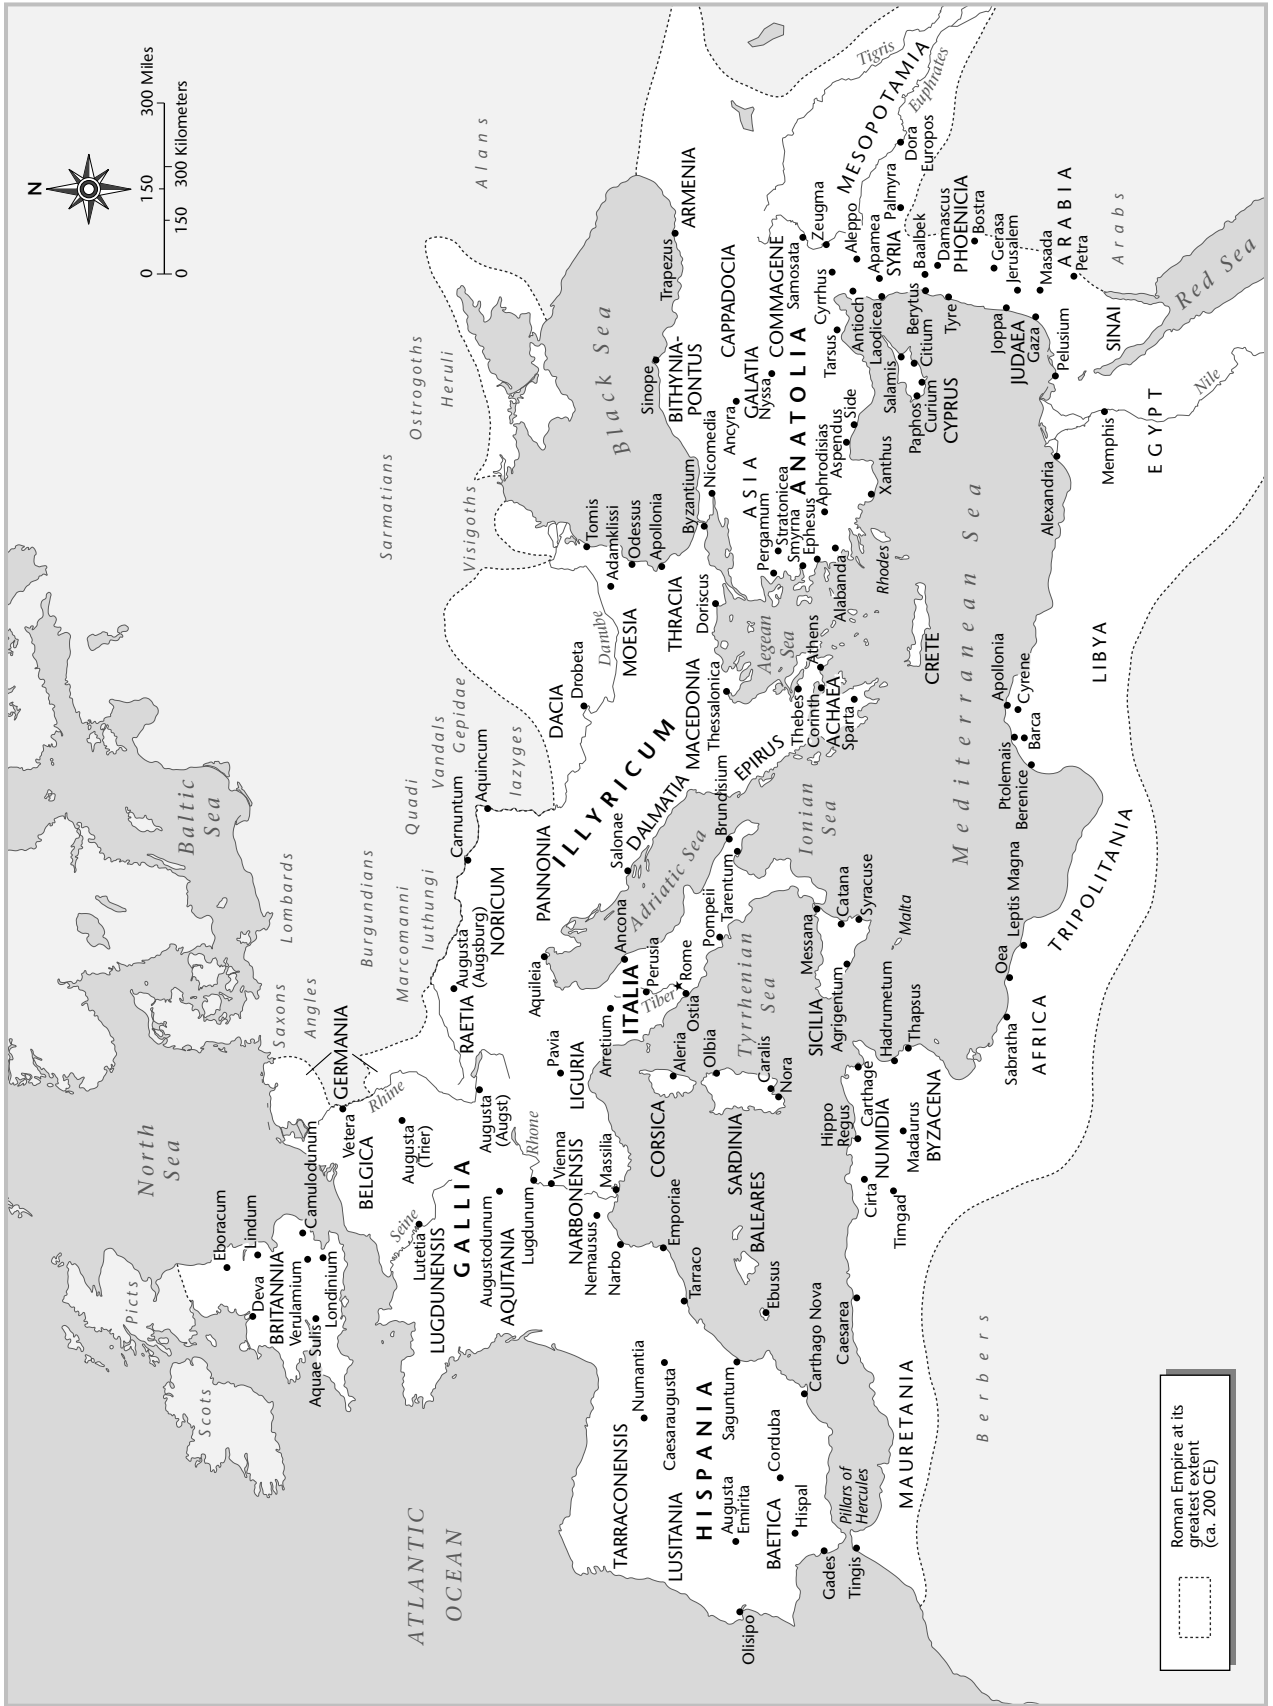 N
0 150 300 Miles
0 150 300 Kilometers
ATLANTIC
OCEAN
North
Sea
Baltic
Sea
Black Sea
Mediterranean Sea
Adriatic Sea
Tyrrhenian
Sea
Ionian
Sea
Aegean
Sea
Red Sea
Scots
Picts
Saxons
Angles
Lombards
Burgundians
Marcomanni
Iuthungi
Quadi
Vandals
Gepidae
Iazyges
Sarmatians
Visigoths
Ostrogoths
Heruli
Alans
Arabs
Berbers
Eboracum
Lindum
Deva
BRITANNIA
Verulamium
Camulodunum
Aquae Sulis
Londinium
GERMANIA
Vetera
Rhine
BELGICA
Augusta
(Trier)
Seine
Lutetia
LUGDUNENSIS
GALLIA
Augusta
(Augst)
Augustodunum
AQUITANIA
Lugdunum
Rhone
Vienna
NARBONENSIS
Nemausus
Massilia
Narbo
RAETIA
Augusta
(Augsburg)
NORICUM
Carnuntum
Aquincum
PANNONIA
ILLYRICUM
Salonae
DALMATIA
DACIA
Drobeta
Danube
MOESIA
Tomis
Adamklissi
Odessus
Apollonia
THRACIA
Byzantium
Doriscus
MACEDONIA
Thessalonica
EPIRUS
Thebes
Corinth
Athens
ACHAEA
Sparta
CRETE
Rhodes
Aquileia
Pavia
LIGURIA
Arretium
Ancona
ITALIA
Perusia
Tiber
Rome
Ostia
Pompeii
Tarentum
Brundisium
CORSICA
Aleria
Olbia
SARDINIA
Caralis
Nora
BALEARES
Ebusus
Messana
Catana
Syracuse
SICILIA
Agrigentum
Malta
Emporiae
Tarraco
Numantia
TARRACONENSIS
Caesaraugusta
LUSITANIA
HISPANIA
Saguntum
Augusta
Emirita
Corduba
BAETICA
Hispal
Carthago Nova
Olisipo
Gades
Tingis
Pillars of
Hercules
MAURETANIA
Caesarea
Cirta
Timgad
Hippo
Regus
NUMIDIA
Carthage
Madaurus
BYZACENA
Hadrumetum
Thapsus
Sabratha
AFRICA
Oea
Leptis Magna
TRIPOLITANIA
Berenice
Ptolemais
Barca
Apollonia
Cyrene
LIBYA
Alexandria
Memphis
EGYPT
Nile
Pelusium
SINAI
Nicomedia
BITHYNIA-
PONTUS
Sinope
Trapezus
ARMENIA
Ancyra
GALATIA
CAPPADOCIA
Nyssa
COMMAGENE
Samosata
ASIA
ANATOLIA
Pergamum
Stratonicea
Smyrna
Ephesus
Aphrodisias
Alabanda
Aspendus
Side
Xanthus
Tarsus
Cyrrhus
Zeugma
Aleppo
Antioch
Laodicea
Apamea
SYRIA
Palmyra
MESOPOTAMIA
Tigris
Euphrates
Dora
Europos
Salamis
Citium
Paphos
Curium
CYPRUS
Berytus
Baalbek
Damascus
PHOENICIA
Bostra
Tyre
Gerasa
Jerusalem
Joppa
JUDAEA
Gaza
Masada
ARABIA
Petra
Roman Empire at its
greatest extent
(ca. 200 CE)